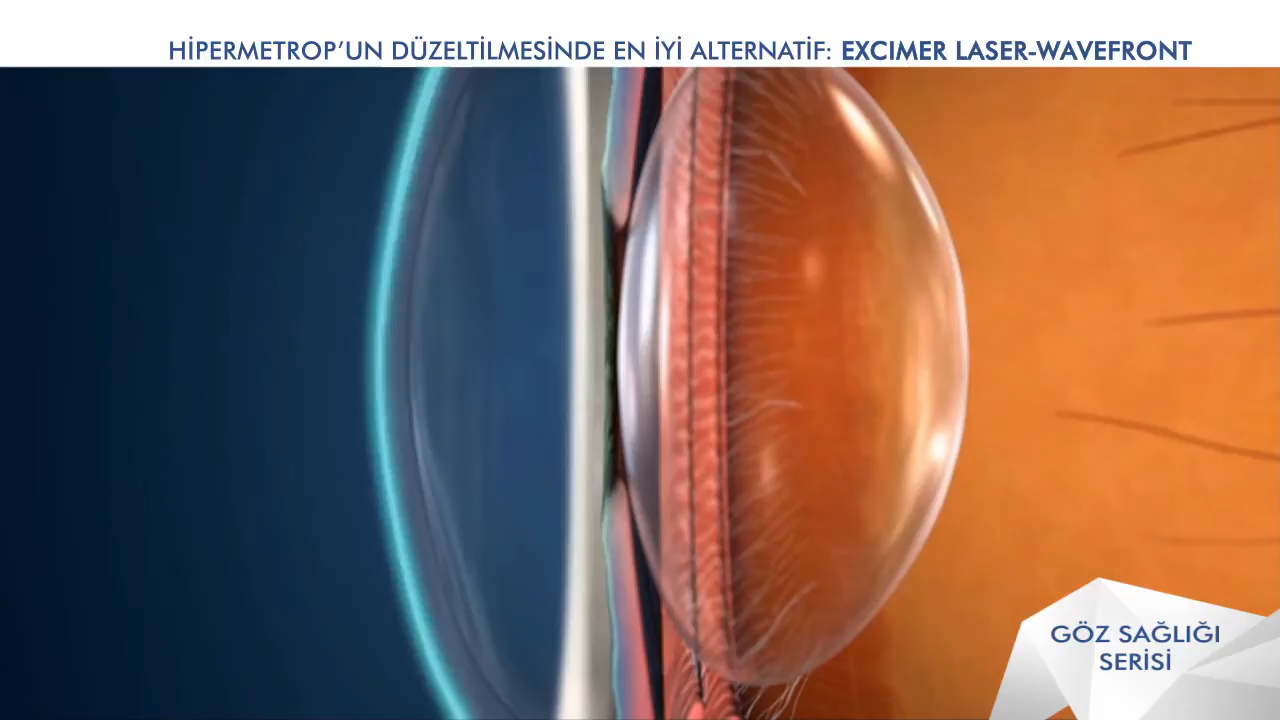 HİPERMETROP’UN DÜZELTİLMESİNDE EN İYİ ALTERNATİF: EXCIMER LASER-WAVEFRONT
GÖZ SAĞLIĞI
SERİSİ